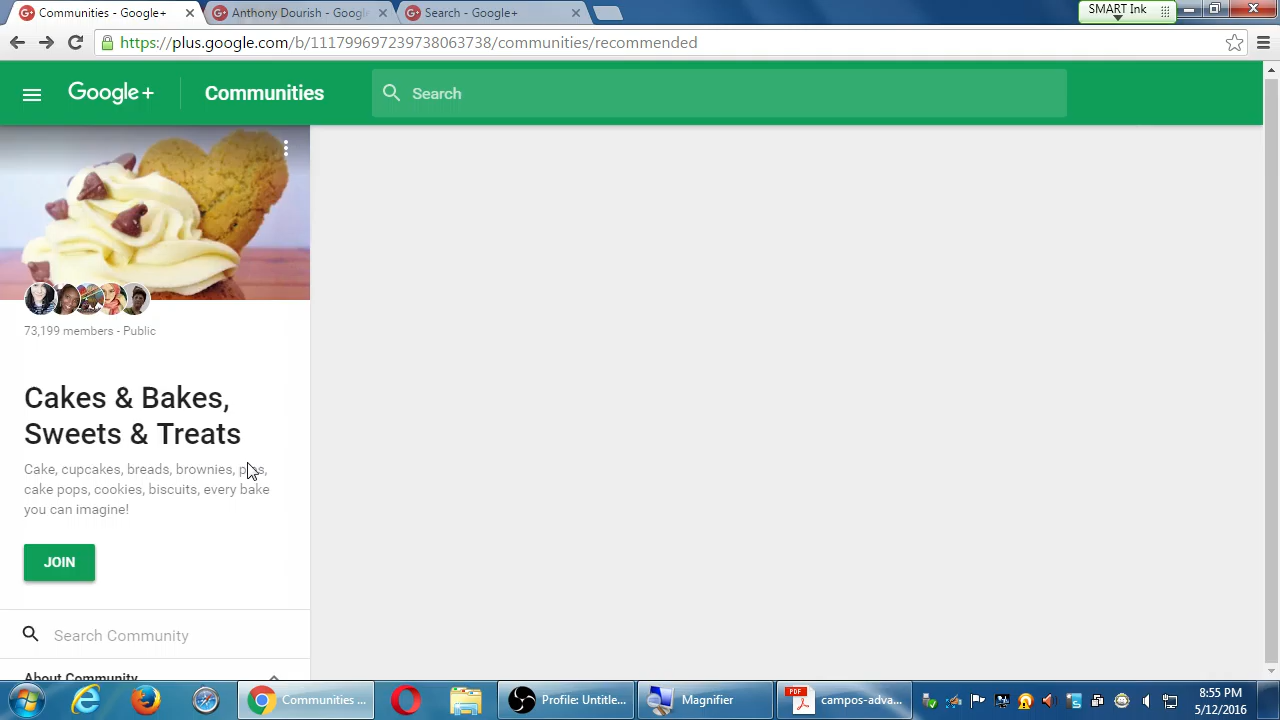 Communities - Google+
Anthony Dourish - Googl
Search - Google+
SMART Ink
https://plus.google.com/b/111799697239738063738/communities/recommended
Google+
Communities
Search
73,199 members - Public
Cakes & Bakes,
Sweets & Treats
Cake, cupcakes, breads, brownies,
cake pops, cookies, biscuits, every bake
you can imagine!
JOIN
Search Community
About Community
Communities ...
Profile: Untitle...
Magnifier
PDF
campos-adva...
8:55 PM
5/12/2016